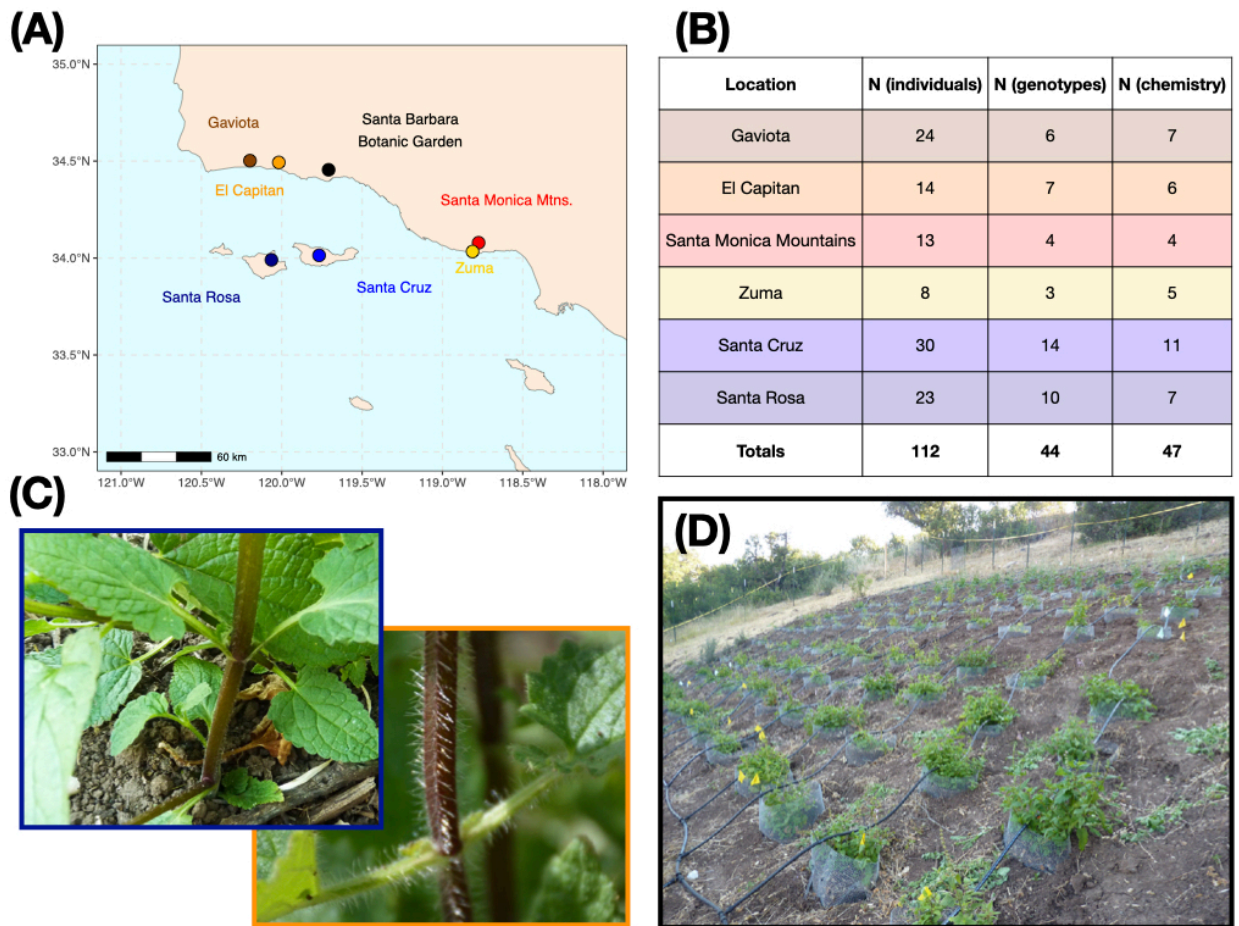 (A)
35.0°N
34.5°N
34.0°N
33.5°N
33.0°N
121.0°W 120.5°W 120.0°W 119.5°W 119.0°W 118.5°W 118.0°W
Gaviota
Santa Barbara
Botanic Garden
El Capitan
Santa Monica Mtns.
Zuma
Santa Cruz
Santa Rosa
60 km
(B)
Location N (individuals) N (genotypes) N (chemistry)
Gaviota 24 6 7
El Capitan 14 7 6
Santa Monica Mountains 13 4 4
Zuma 8 3 5
Santa Cruz 30 14 11
Santa Rosa 23 10 7
Totals 112 44 47
(C)
(D)